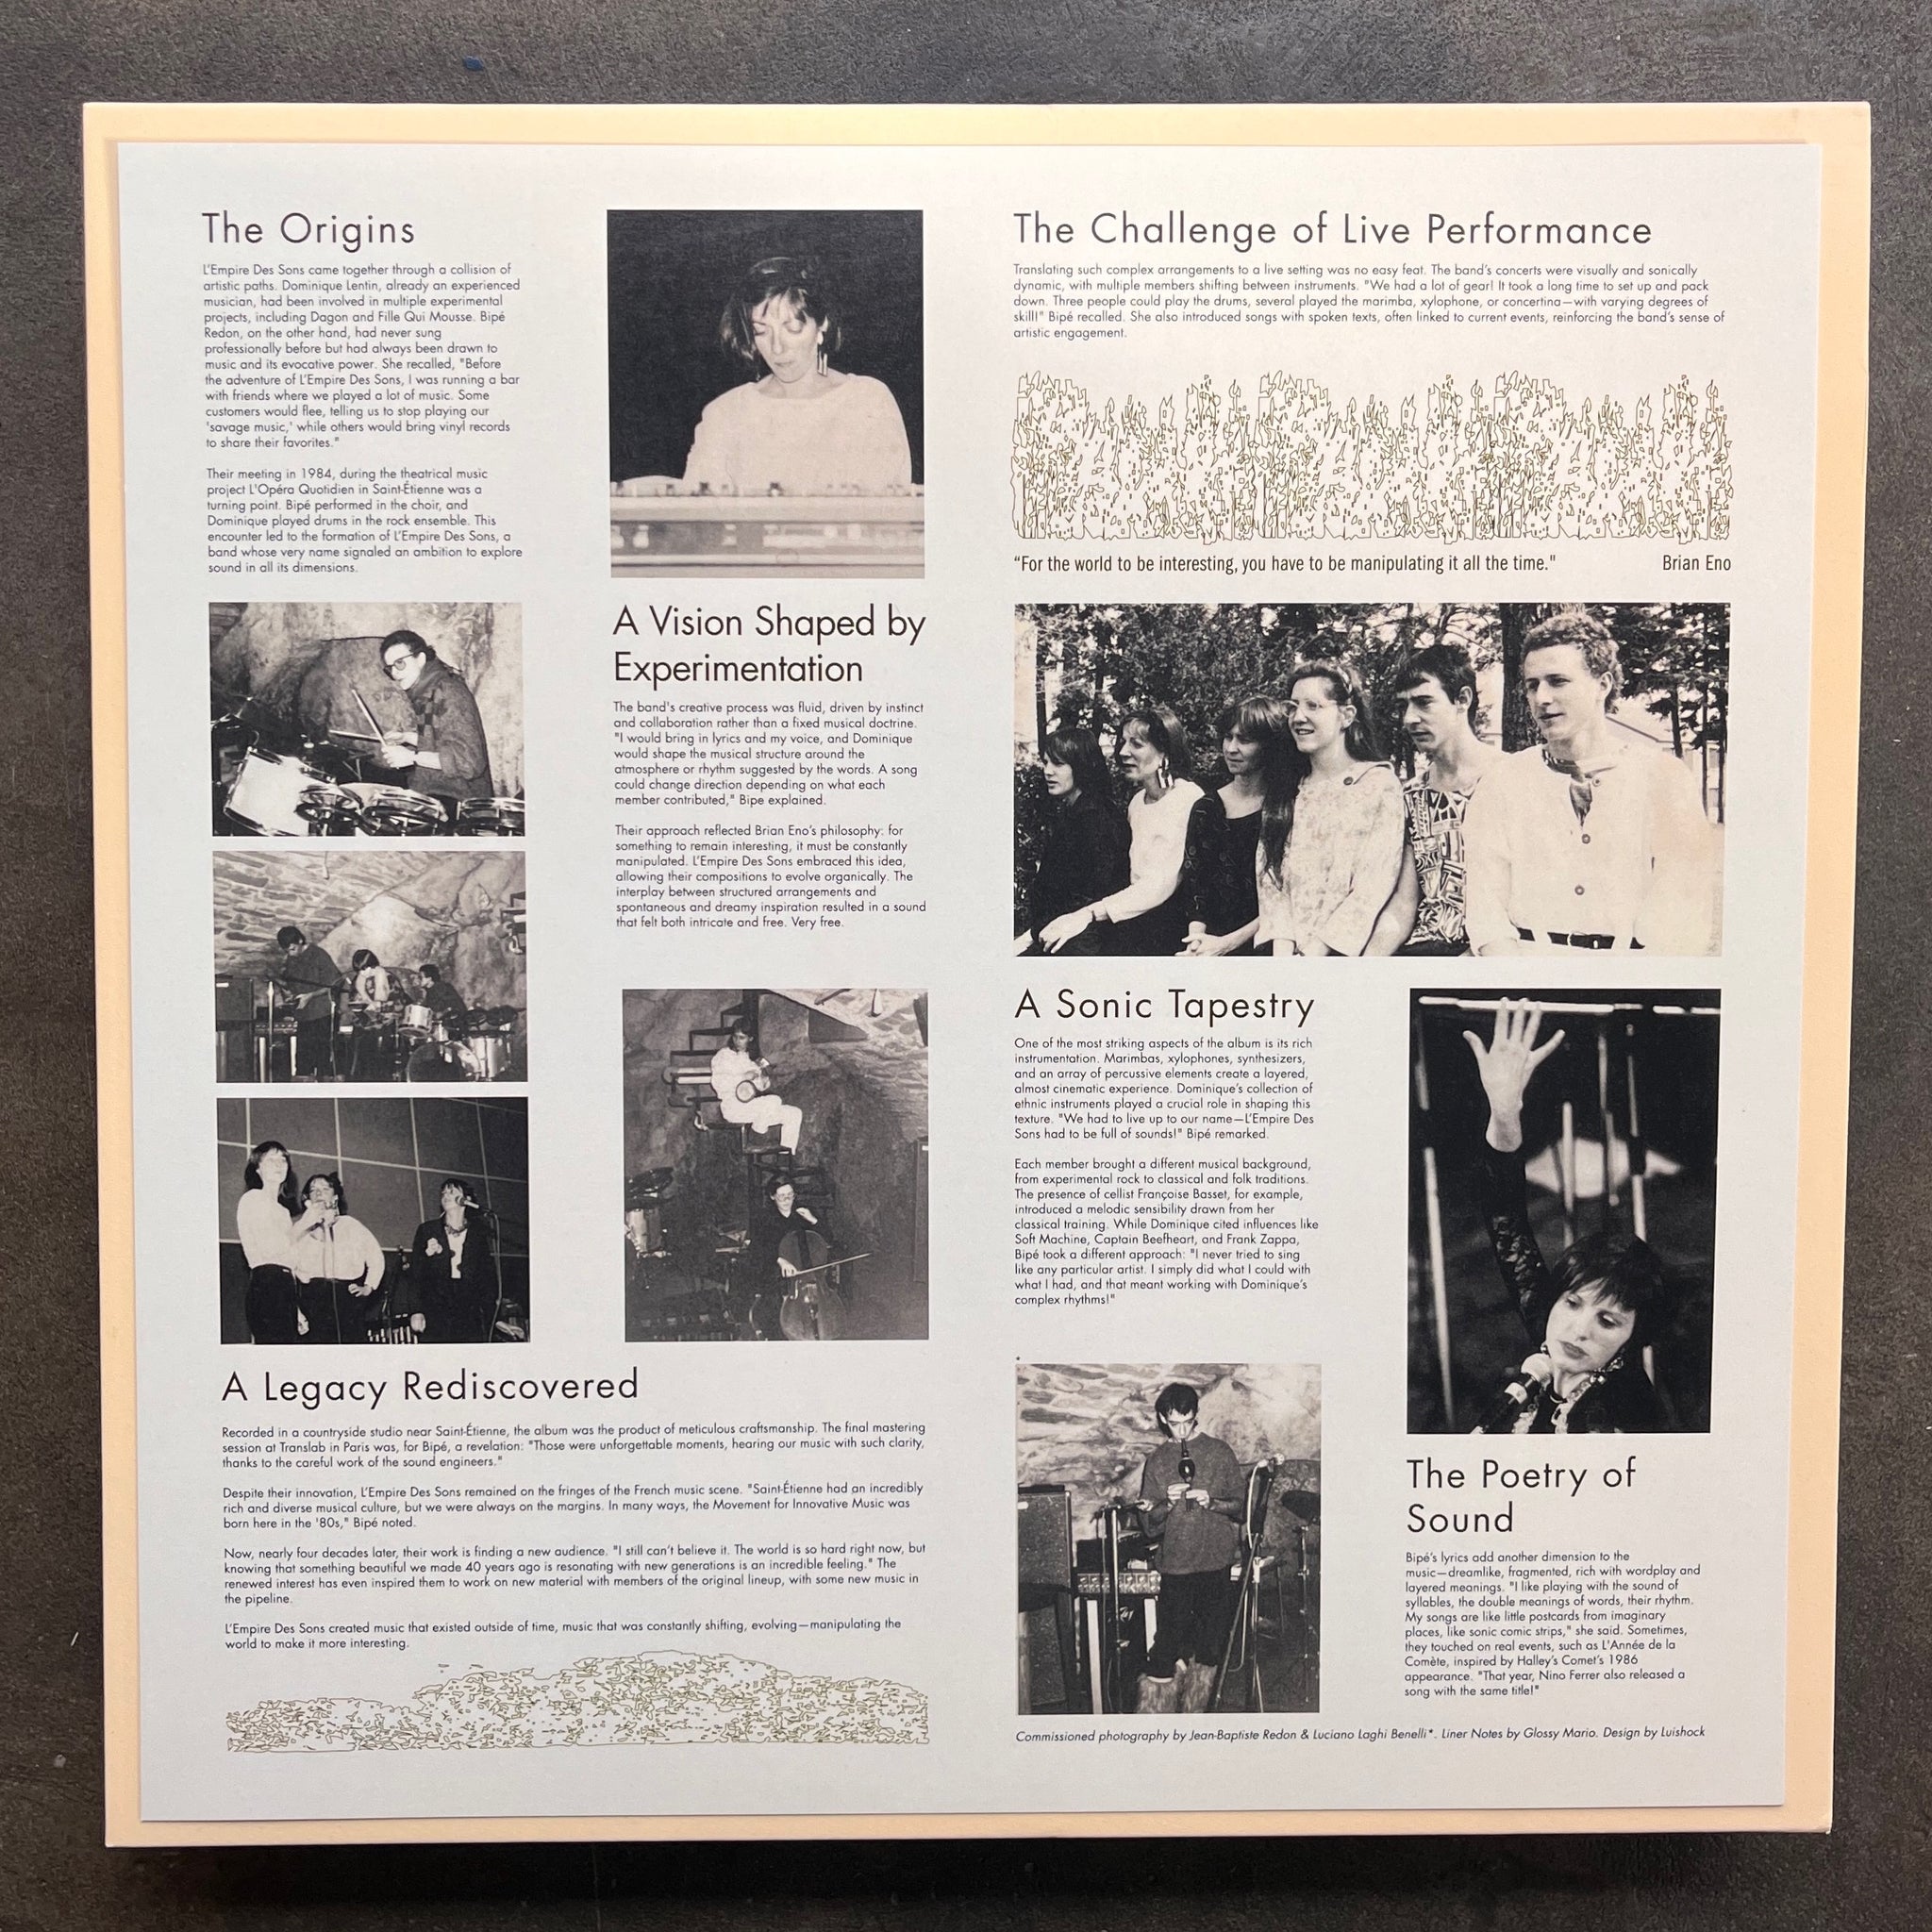 The Origins
L'Empire Des Sons came together through a collision of
artistic paths. Dominique Lentin, already an experienced
musician, had been involved in multiple experimental
projects, including Dagon and Fille Qui Mousse. Bipé
Redon, on the other hand, had never sung
professionally before but had always been drawn to
music and its evocative power. She recalled, "Before
the adventure of L'Empire Des Sons, I was running a bar
with friends where we played a lot of music. Some
customers would flee, telling us to stop playing our
'savage music,' while others would bring vinyl records
to share their favorites."
Their meeting in 1984, during the theatrical music
project L'Opéra Quotidien in Saint-Étienne was a
turning point. Bipé performed in the choir, and
Dominique played drums in the rock ensemble. This
encounter led to the formation of L'Empire Des Sons, a
band whose very name signaled an ambition to explore
sound in all its dimensions.
A Vision Shaped by
Experimentation
The band's creative process was fluid, driven by instinct
and collaboration rather than a fixed musical doctrine.
"I would bring in lyrics and my voice, and Dominique
would shape the musical structure around the
atmosphere or rhythm suggested by the words. A song
could change direction depending on what each
member contributed," Bipe explained.
Their approach reflected Brian Eno's philosophy: for
something to remain interesting, it must be constantly
manipulated. L'Empire Des Sons embraced this idea,
allowing their compositions to evolve organically. The
interplay between structured arrangements and
spontaneous and dreamy inspiration resulted in a sound
that felt both intricate and free. Very free.
A Legacy Rediscovered
Recorded in a countryside studio near Saint-Étienne, the album was the product of meticulous craftsmanship. The final mastering
session at Translab in Paris was, for Bipé, a revelation: "Those were unforgettable moments, hearing our music with such clarity,
thanks to the careful work of the sound engineers."
Despite their innovation, L'Empire Des Sons remained on the fringes of the French music scene. "Saint-Étienne had an incredibly
rich and diverse musical culture, but we were always on the margins. In many ways, the Movement for Innovative Music was
born here in the '80s," Bipé noted.
Now, nearly four decades later, their work is finding a new audience. "I still can't believe it. The world is so hard right now, but
knowing that something beautiful we made 40 years ago is resonating with new generations is an incredible feeling." The
renewed interest has even inspired them to work on new material with members of the original lineup, with some new music in
the pipeline.
L'Empire Des Sons created music that existed outside of time, music that was constantly shifting, evolving—manipulating the
world to make it more interesting.
The Challenge of Live Performance
Translating such complex arrangements to a live setting was no easy feat. The band's concerts were visually and sonically
dynamic, with multiple members shifting between instruments. "We had a lot of gear! It took a long time to set up and pack
down. Three people could play the drums, several played the marimba, xylophone, or concertina—with varying degrees of
skill!" Bipé recalled. She also introduced songs with spoken texts, often linked to current events, reinforcing the band's sense of
artistic engagement.
“For the world to be interesting, you have to be manipulating it all the time." Brian Eno
A Sonic Tapestry
One of the most striking aspects of the album is its rich
instrumentation. Marimbas, xylophones, synthesizers,
and an array of percussive elements create a layered,
almost cinematic experience. Dominique's collection of
ethnic instruments played a crucial role in shaping this
texture. "We had to live up to our name—L'Empire Des
Sons had to be full of sounds!" Bipé remarked.
Each member brought a different musical background,
from experimental rock to classical and folk traditions.
The presence of cellist Françoise Basset, for example,
introduced a melodic sensibility drawn from her
classical training. While Dominique cited influences like
Soft Machine, Captain Beefheart, and Frank Zappa,
Bipé took a different approach: "I never tried to sing
like any particular artist. I simply did what I could with
what I had, and that meant working with Dominique's
complex rhythms!"
*
The Poetry of
Sound
Bipé's lyrics add another dimension to the
music—dreamlike, fragmented, rich with wordplay and
layered meanings. "I like playing with the sound of
syllables, the double meanings of words, their rhythm.
My songs are like little postcards from imaginary
places, like sonic comic strips," she said. Sometimes,
they touched on real events, such as L'Année de la
Comète, inspired by Halley's Comet's 1986
appearance. "That year, Nino Ferrer also released a
song with the same title!"
Commissioned photography by Jean-Baptiste Redon & Luciano Laghi Benelli*. Liner Notes by Glossy Mario. Design by Luishock